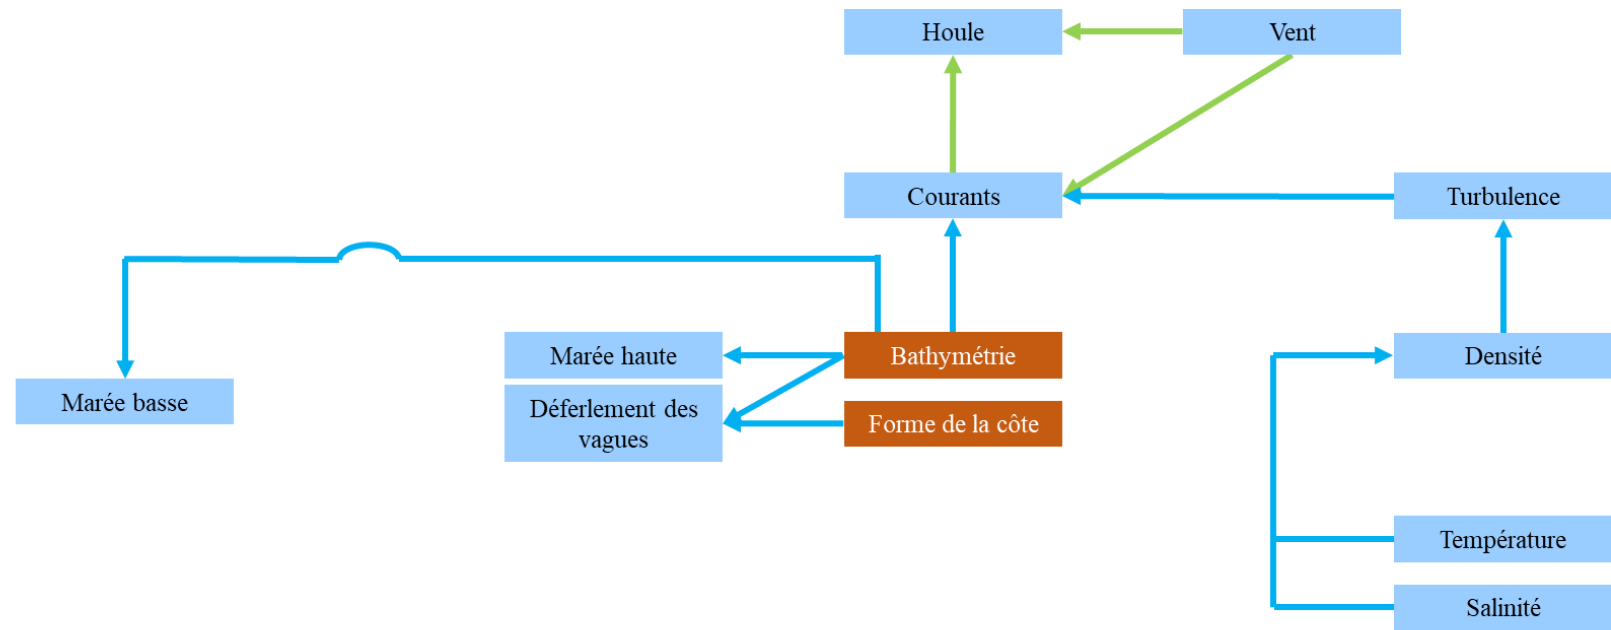 Houle
Vent
Courants
Turbulence
Marée haute
Bathymétrie
Densité
Marée basse
Déferlement des
vagues
Forme de la côte
Température
Salinité